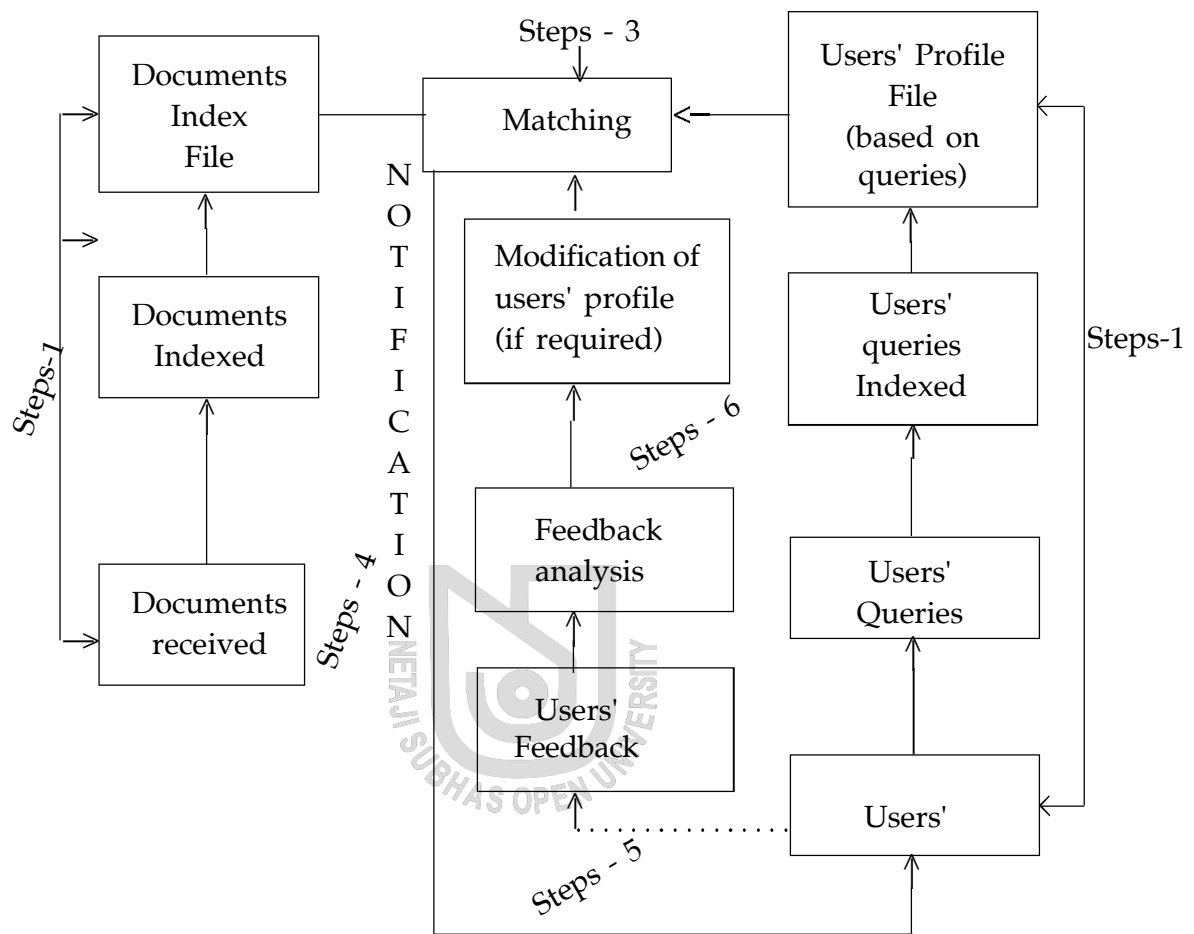 Steps - 3
Documents
Index
File
Matching
Users' Profile
File
(based on
queries)
NOTIFICATION
Modification of
users' profile
(if required)
Documents
Indexed
Users'
queries
Indexed
Steps-1
Steps-1
Steps - 6
Feedback
analysis
Users'
Queries
Documents
received
Steps - 4
Users'
Feedback
Users'
Steps - 5
NETAJI SUBHAS OPEN UNIVERSITY